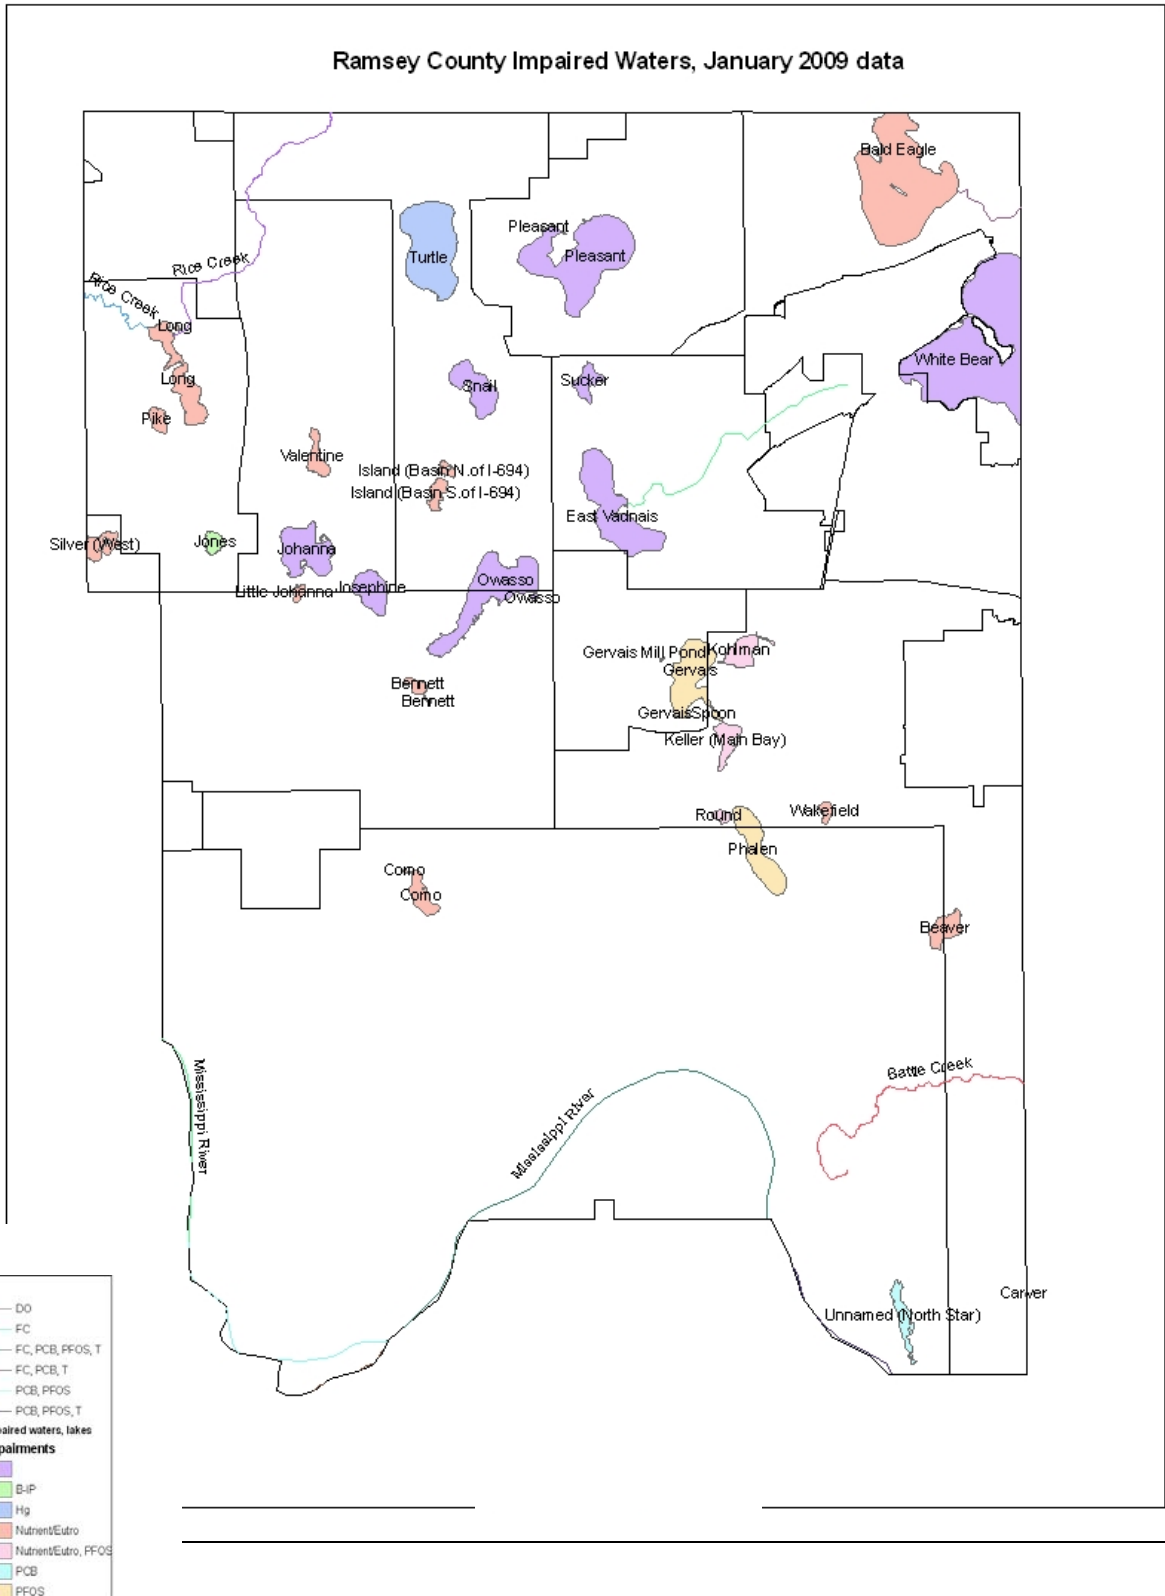 Ramsey County Impaired Waters, January 2009 data
Bald Eagle
Pleasant
Pleasant
Turtle
Rice Creek
Rice Creek
Long
White Bear
Long
Snail
Sucker
Pike
Valentine
Island (Basin N.of I-694)
Island (Basin S.of I-694)
East Vadnais
Silver (West)
Jones
Johanna
Little Johanna
Josephine
Owasso
Owasso
Gervais Mill Pond
Kohlman
Gervais
Bennett
Bennett
GervaisSpoon
Keller (Main Bay)
Round
Wakefield
Phalen
Como
Como
Beaver
Battle Creek
Mississippi River
Mississippi River
Carver
Unnamed (North Star)
DO
FC
FC, PCB, PFOS, T
FC, PCB, T
PCB, PFOS
PCB, PFOS, T
paired waters, lakes
pairments
B-IP
Hg
Nutrient/Eutro
Nutrient/Eutro, PFOS
PCB
PFOS